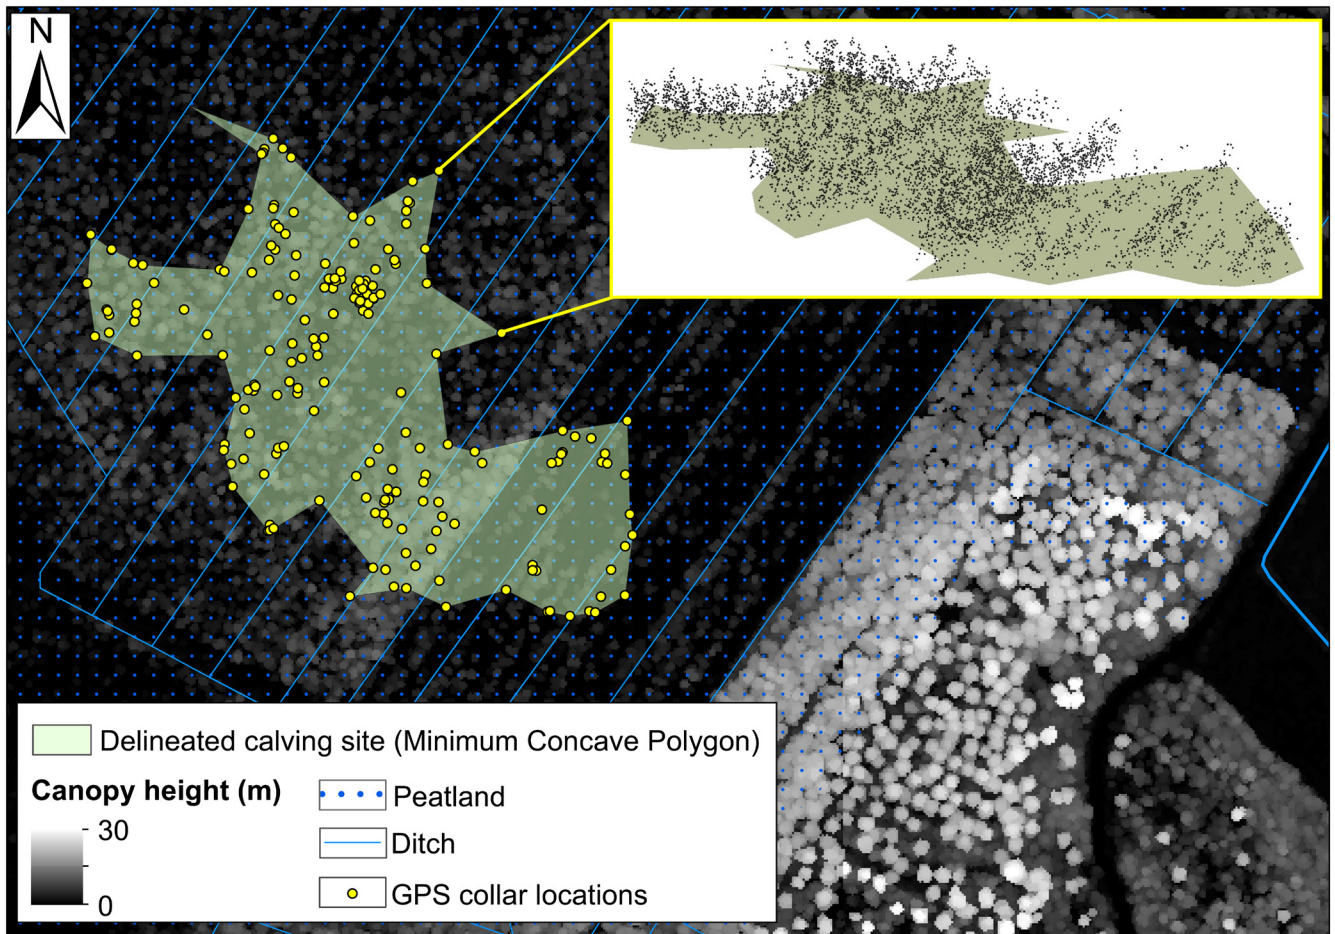 N
Delineated calving site (Minimum Concave Polygon)
Canopy height (m)
30
0
Peatland
Ditch
GPS collar locations